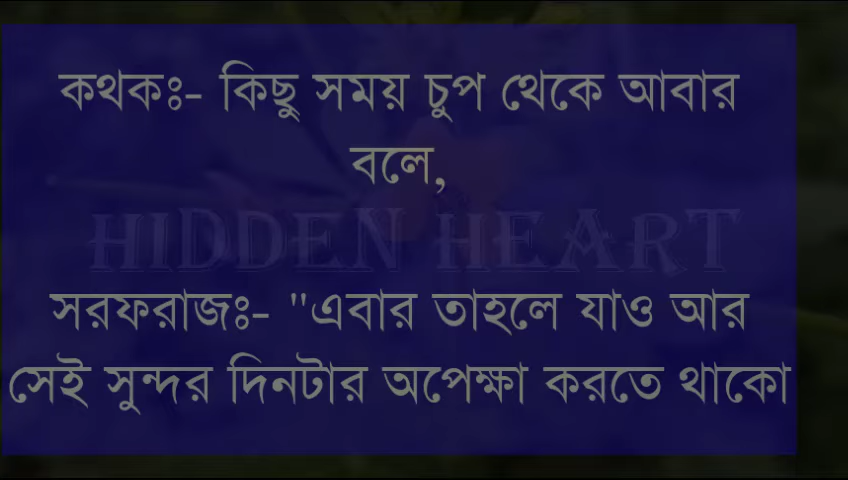 কথকঃ- কিছু সময় চুপ থেকে আবার
বলে,
HIDDEN HEART
সরফরাজঃ- "এবার তাহলে যাও আর
সেই সুন্দর দিনটার অপেক্ষা করতে থাকো